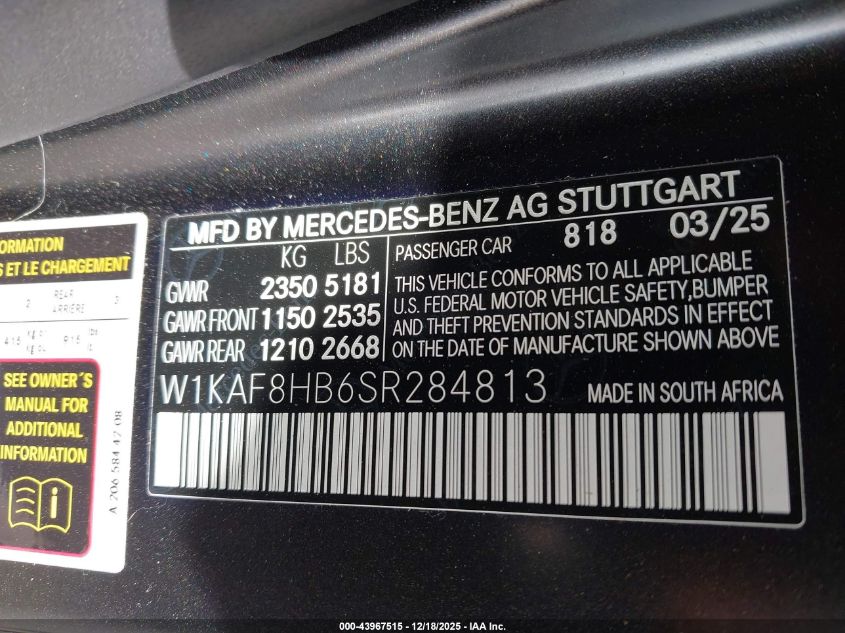 MFD BY MERCEDES-BENZ AG STUTTGART
KG LBS
GVWR 2350 5181
GAWR FRONT 1150 2535
GAWR REAR 1210 2668
PASSENGER CAR 818 03/25
THIS VEHICLE CONFORMS TO ALL APPLICABLE
U.S. FEDERAL MOTOR VEHICLE SAFETY, BUMPER
AND THEFT PREVENTION STANDARDS IN EFFECT
ON THE DATE OF MANUFACTURE SHOWN ABOVE
W1KAF8HB6SR284813 MADE IN SOUTH AFRICA
ORMATION
S ET LE CHARGEMENT
REAR
ARRIÈRE
SEE OWNER'S
MANUAL FOR
ADDITIONAL
INFORMATION
A 206 584 47 08
000-43967515 - 12/18/2025 - IAA Inc.